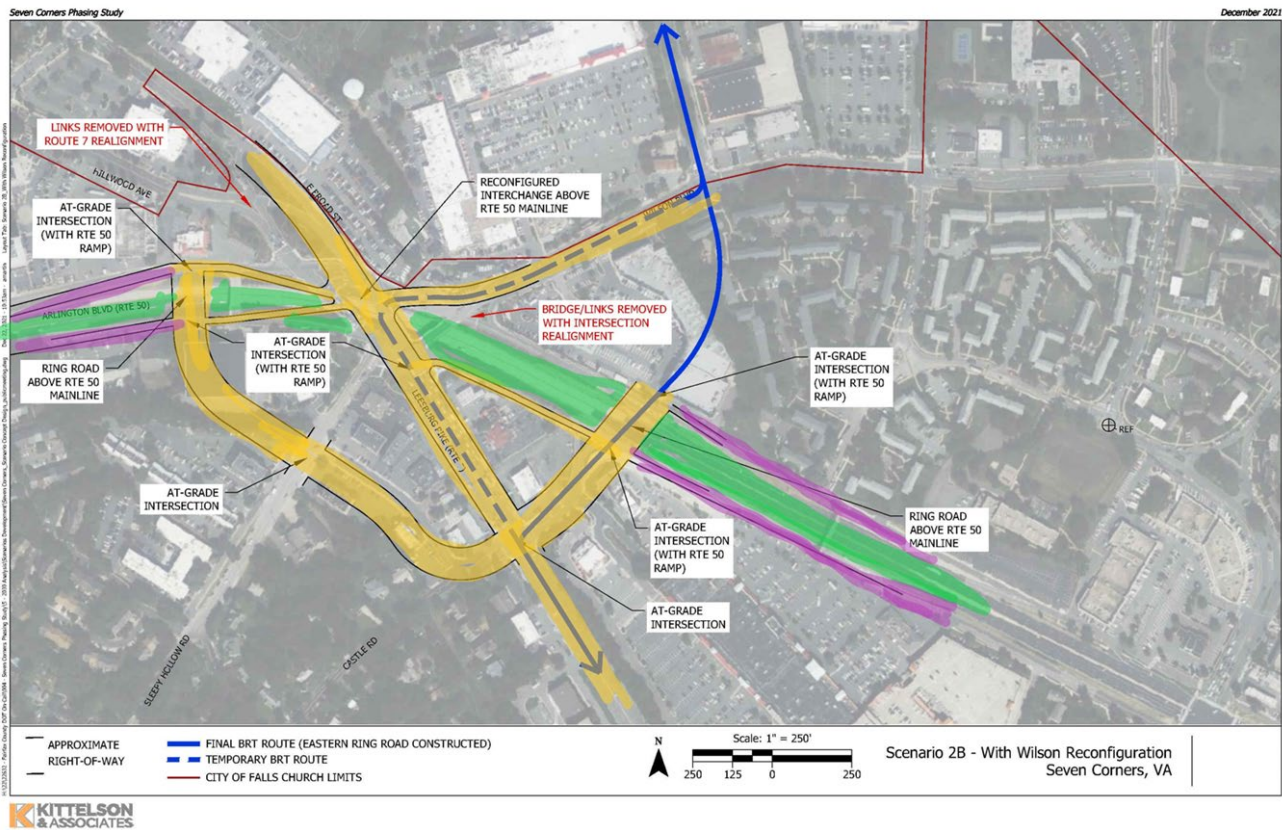 Seven Corners Phasing Study
December 2021
LINKS REMOVED WITH
ROUTE 7 REALIGNMENT
HILLWOOD AVE
E BROAD ST
RECONFIGURED
INTERCHANGE ABOVE
RTE 50 MAINLINE
AT-GRADE
INTERSECTION
(WITH RTE 50
RAMP)
ARLINGTON BLVD (RTE 50)
BRIDGE/LINKS REMOVED
WITH INTERSECTION
REALIGNMENT
AT-GRADE
INTERSECTION
(WITH RTE 50
RAMP)
AT-GRADE
INTERSECTION
(WITH RTE 50
RAMP)
RING ROAD
ABOVE RTE 50
MAINLINE
LEESBURG PIKE (RTE
REF
AT-GRADE
INTERSECTION
AT-GRADE
INTERSECTION
(WITH RTE 50
RAMP)
RING ROAD
ABOVE RTE 50
MAINLINE
AT-GRADE
INTERSECTION
SLEEPY HOLLOW RD
CASTLE RD
APPROXIMATE
RIGHT-OF-WAY
FINAL BRT ROUTE (EASTERN RING ROAD CONSTRUCTED)
TEMPORARY BRT ROUTE
CITY OF FALLS CHURCH LIMITS
N
Scale: 1" = 250'
250 125 0 250
Scenario 2B - With Wilson Reconfiguration
Seven Corners, VA
KITTELSON
& ASSOCIATES